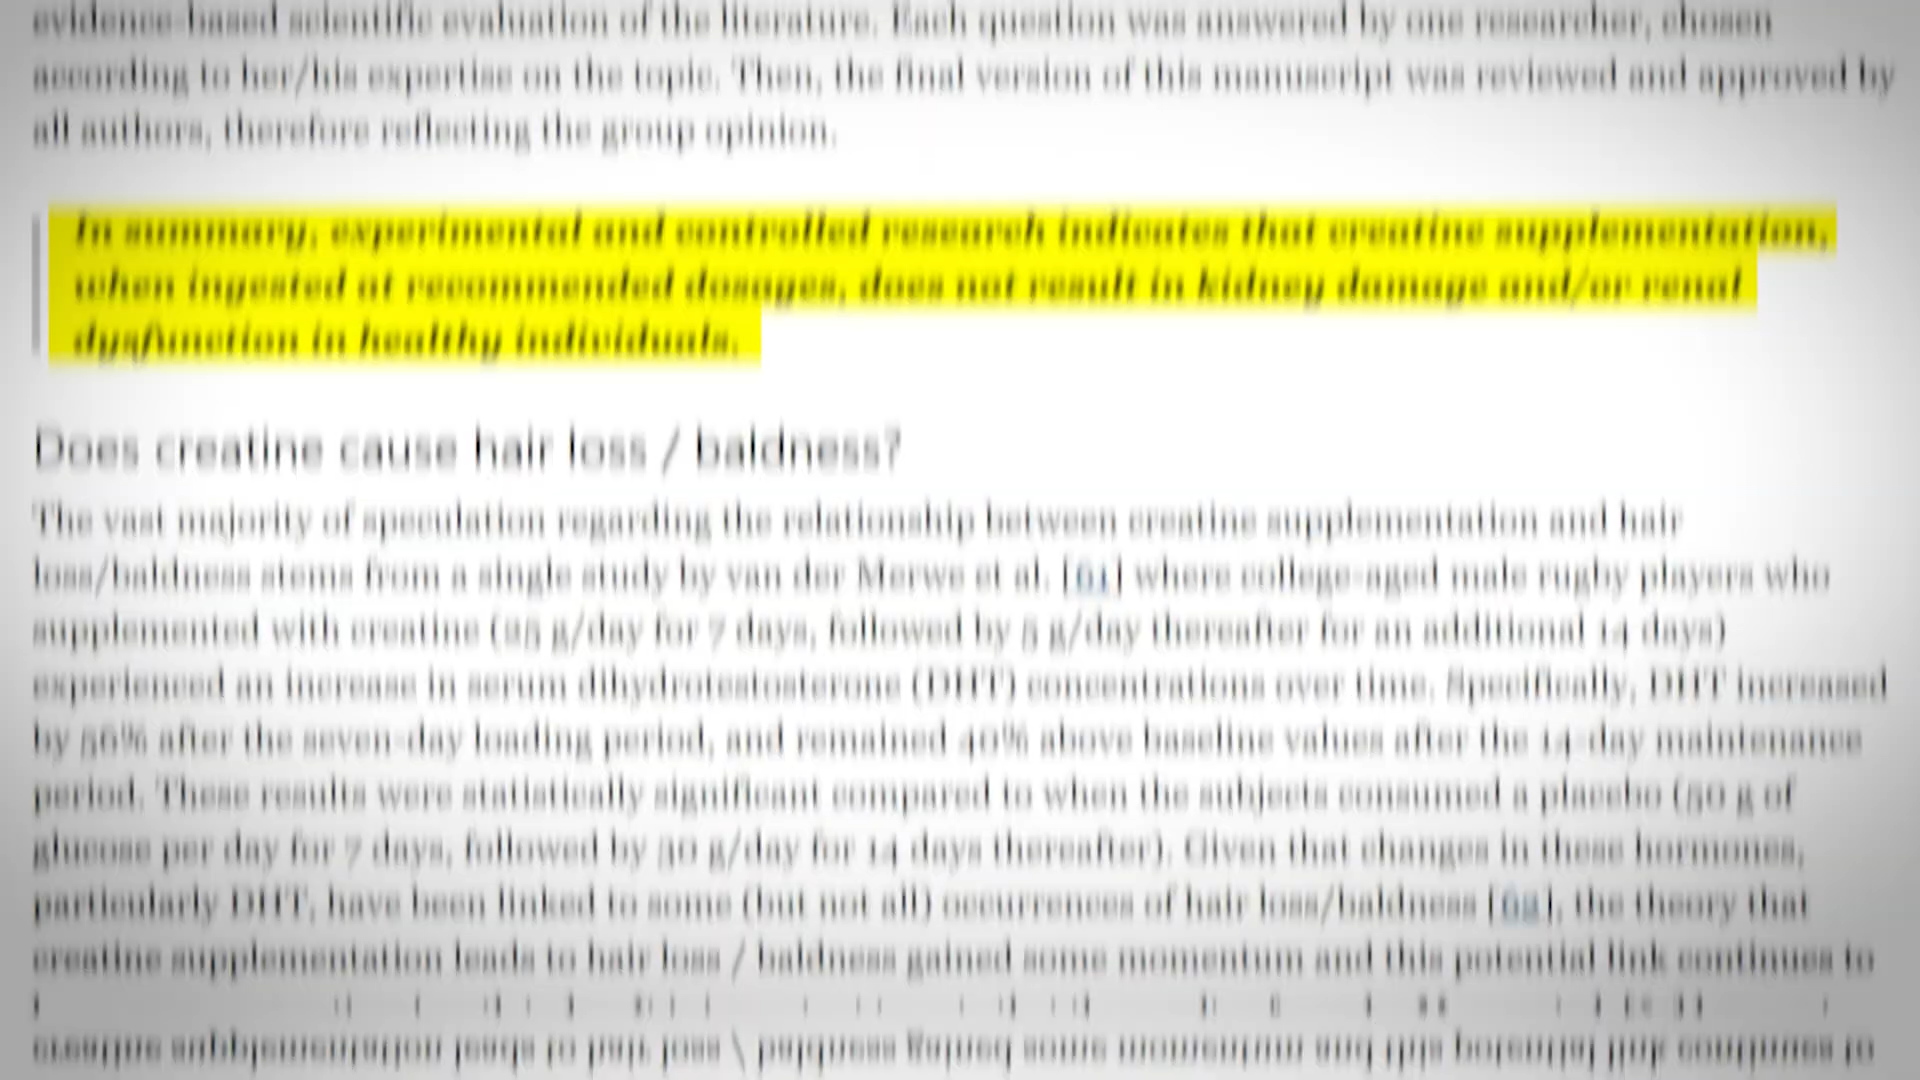 evidence-based scientific evaluation of the literature. Each question was answered by one researcher, chosen
according to her/his expertise on the topic. Then, the final version of this manuscript was reviewed and approved by
all authors, therefore reflecting the group opinion.
In summary, experimental and controlled research indicates that creatine supplementation,
when ingested at recommended dosages, does not result in kidney damage and/or renal
dysfunction in healthy individuals.
Does creatine cause hair loss / baldness?
The vast majority of speculation regarding the relationship between creatine supplementation and hair
loss/baldness stems from a single study by van der Merwe et al. [61] where college-aged male rugby players who
supplemented with creatine (25 g/day for 7 days, followed by 5 g/day thereafter for an additional 14 days)
experienced an increase in serum dihydrotestosterone (DHT) concentrations over time. Specifically, DHT increased
by 56% after the seven-day loading period, and remained 40% above baseline values after the 14-day maintenance
period. These results were statistically significant compared to when the subjects consumed a placebo (50 g of
glucose per day for 7 days, followed by 30 g/day for 14 days thereafter). Given that changes in these hormones,
particularly DHT, have been linked to some (but not all) occurrences of hair loss/baldness [62], the theory that
creatine supplementation leads to hair loss / baldness gained some momentum and this potential link continues to